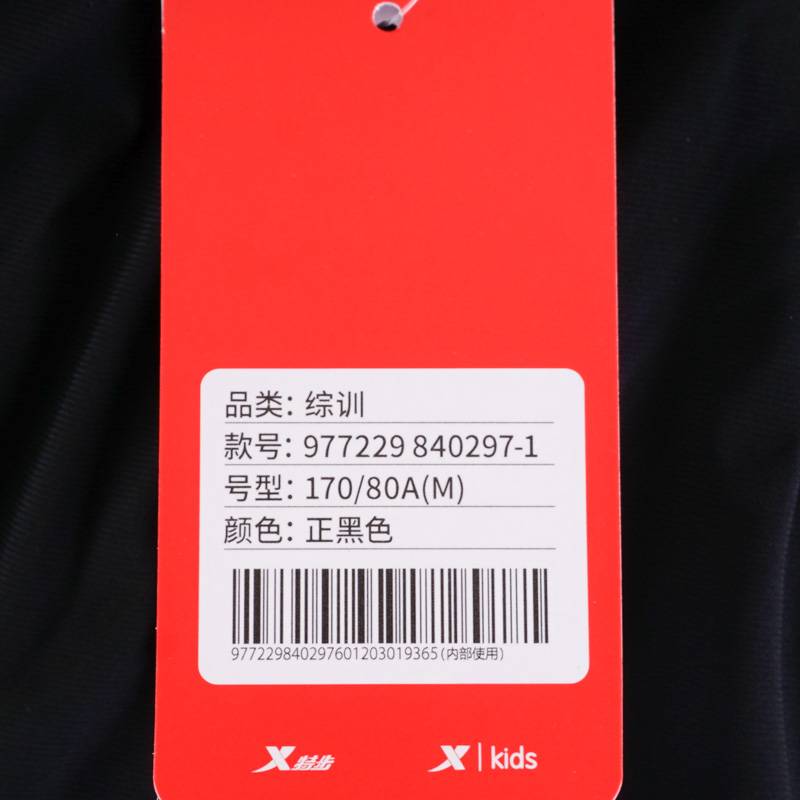 品类: 综训
款号: 977229 840297-1
号型: 170/80A(M)
颜色: 正黑色
977229840297601203019365 (内部使用)
X 特步 X | kids